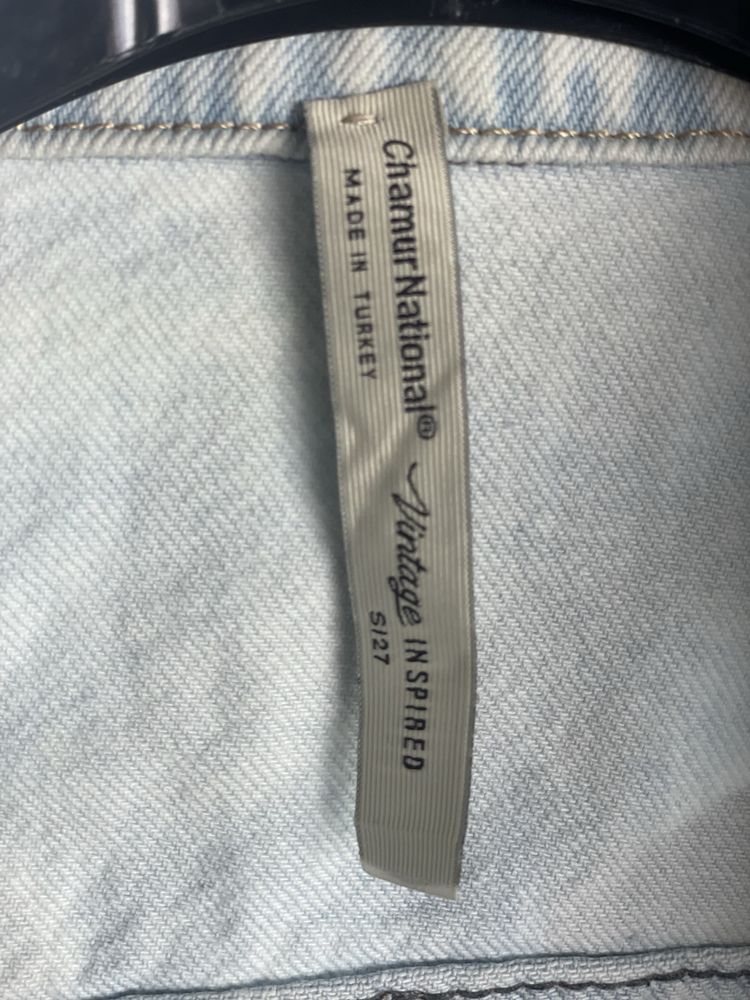 ChamurNational® Vintage INSPIRED
MADE IN TURKEY
S/27